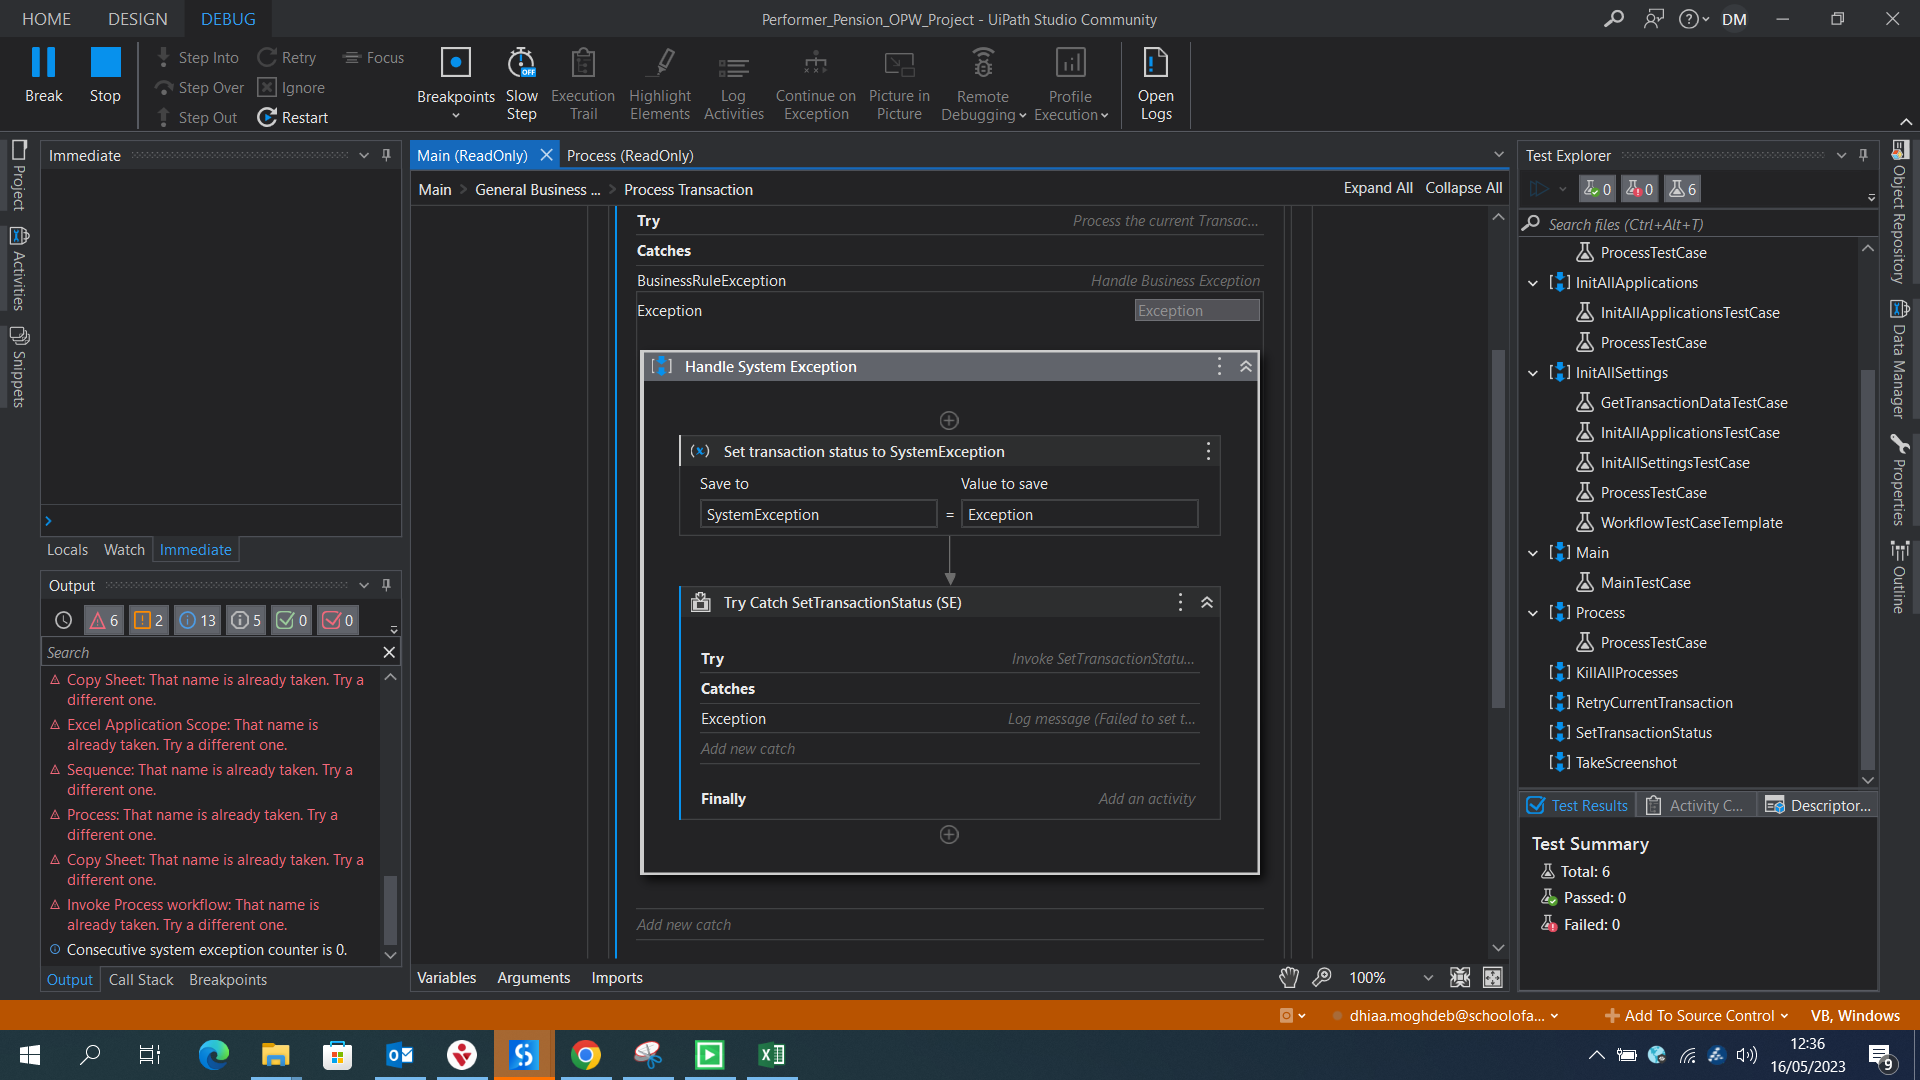 HOME
DESIGN
DEBUG
Performer_Pension_OPW_Project - UiPath Studio Community
DM
Break
Stop
Step Into
Step Over
Step Out
Retry
Ignore
Restart
Focus
Breakpoints
OFF
Slow
Step
Execution
Trail
Highlight
Elements
Log
Activities
Continue on
Exception
Picture in
Picture
Remote
Debugging
Profile
Execution
Open
Logs
Project
Activities
Snippets
Immediate
Locals
Watch
Immediate
Output
6
2
13
5
0
0
Search
Copy Sheet: That name is already taken. Try a
different one.
Excel Application Scope: That name is
already taken. Try a different one.
Sequence: That name is already taken. Try a
different one.
Process: That name is already taken. Try a
different one.
Copy Sheet: That name is already taken. Try a
different one.
Invoke Process workflow: That name is
already taken. Try a different one.
Consecutive system exception counter is 0.
Output
Call Stack
Breakpoints
Main (ReadOnly)
Process (ReadOnly)
Main > General Business ... > Process Transaction
Expand All
Collapse All
Try
Process the current Transac...
Catches
BusinessRuleException
Handle Business Exception
Exception
Exception
Handle System Exception
Set transaction status to SystemException
Save to
Value to save
SystemException
=
Exception
Try Catch SetTransactionStatus (SE)
Try
Invoke SetTransactionStatu...
Catches
Exception
Log message (Failed to set t...
Add new catch
Finally
Add an activity
Add new catch
Variables
Arguments
Imports
100%
Test Explorer
0
0
6
Search files (Ctrl+Alt+T)
ProcessTestCase
InitAllApplications
InitAllApplicationsTestCase
ProcessTestCase
InitAllSettings
GetTransactionDataTestCase
InitAllApplicationsTestCase
InitAllSettingsTestCase
ProcessTestCase
WorkflowTestCaseTemplate
Main
MainTestCase
Process
ProcessTestCase
KillAllProcesses
RetryCurrentTransaction
SetTransactionStatus
TakeScreenshot
Test Results
Activity C...
Descriptor...
Test Summary
Total: 6
Passed: 0
Failed: 0
Object Repository
Data Manager
Properties
Outline
dhiaa.moghdeb@schoolofa...
Add To Source Control
VB, Windows
12:36
16/05/2023
9